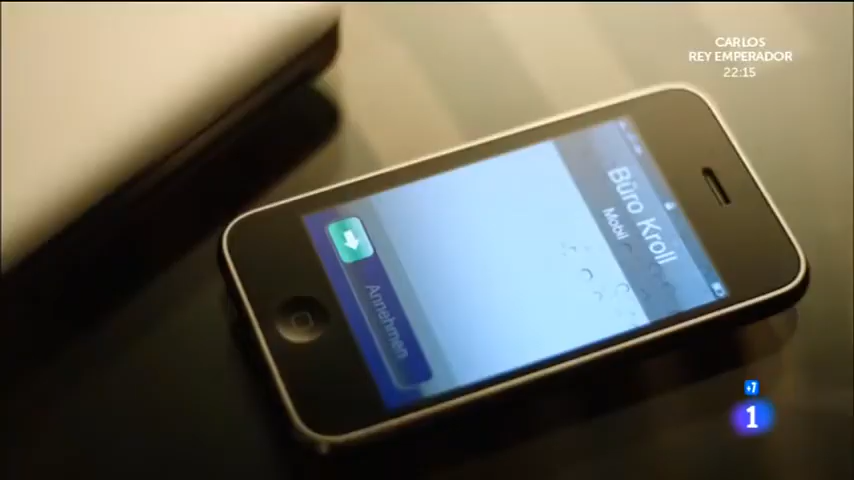 CARLOS
REY EMPERADOR
22:15
Büro Kroll
Mobil
Annehmen
+7
1